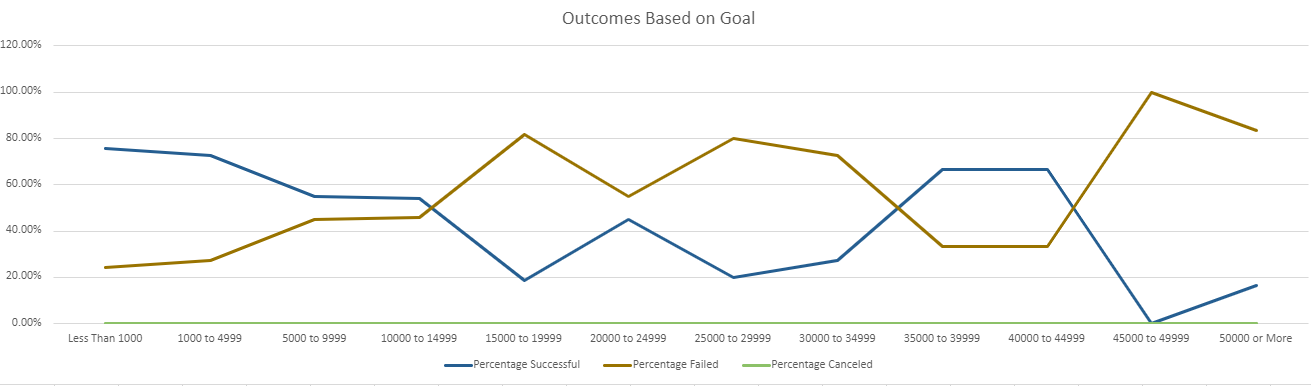 Outcomes Based on Goal
120.00%
100.00%
80.00%
60.00%
40.00%
20.00%
0.00%
Less Than 1000 1000 to 4999 5000 to 9999 10000 to 14999 15000 to 19999 20000 to 24999 25000 to 29999 30000 to 34999 35000 to 39999 40000 to 44999 45000 to 49999 50000 or More
Percentage Successful Percentage Failed Percentage Canceled